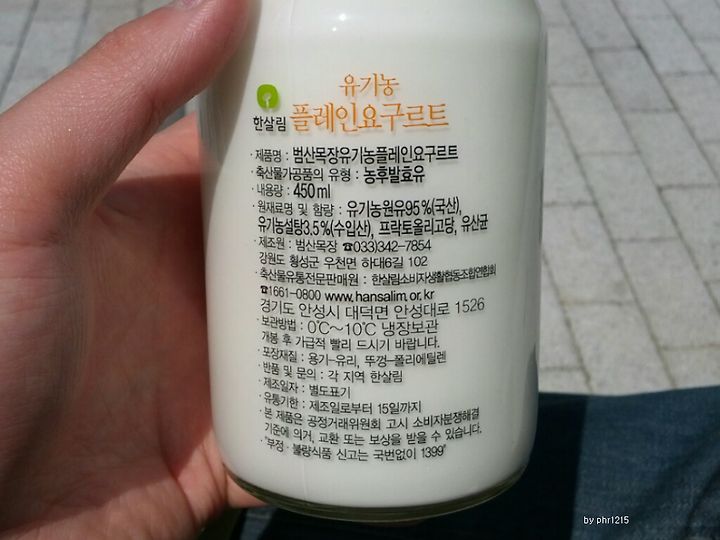 유기농
한살림 플레인요구르트
· 제품명 : 범산목장유기농플레인요구르트
· 축산물가공품의 유형 : 농후발효유
· 내용량 : 450ml
· 원재료명 및 함량 : 유기농원유95%(국산),
유기농설탕3.5%(수입산), 프락토올리고당, 유산균
· 제조원 : 범산목장 ☎033)342-7854
강원도 횡성군 우천면 하대6길 102
· 축산물유통전문판매원 : 한살림소비자생활협동조합연합회
☎1661-0800 www.hansalim.or.kr
경기도 안성시 대덕면 안성대로 1526
· 보관방법 : 0℃~10℃ 냉장보관
개봉 후 가급적 빨리 드시기 바랍니다.
· 포장재질 : 용기-유리, 뚜껑-폴리에틸렌
· 반품 및 문의 : 각 지역 한살림
· 제조일자 : 별도표기
· 유통기한 : 제조일로부터 15일까지
· 본 제품은 공정거래위원회 고시 소비자분쟁해결
기준에 의거, 교환 또는 보상을 받을 수 있습니다.
· "부정 · 불량식품 신고는 국번없이 1399"
by phr1215